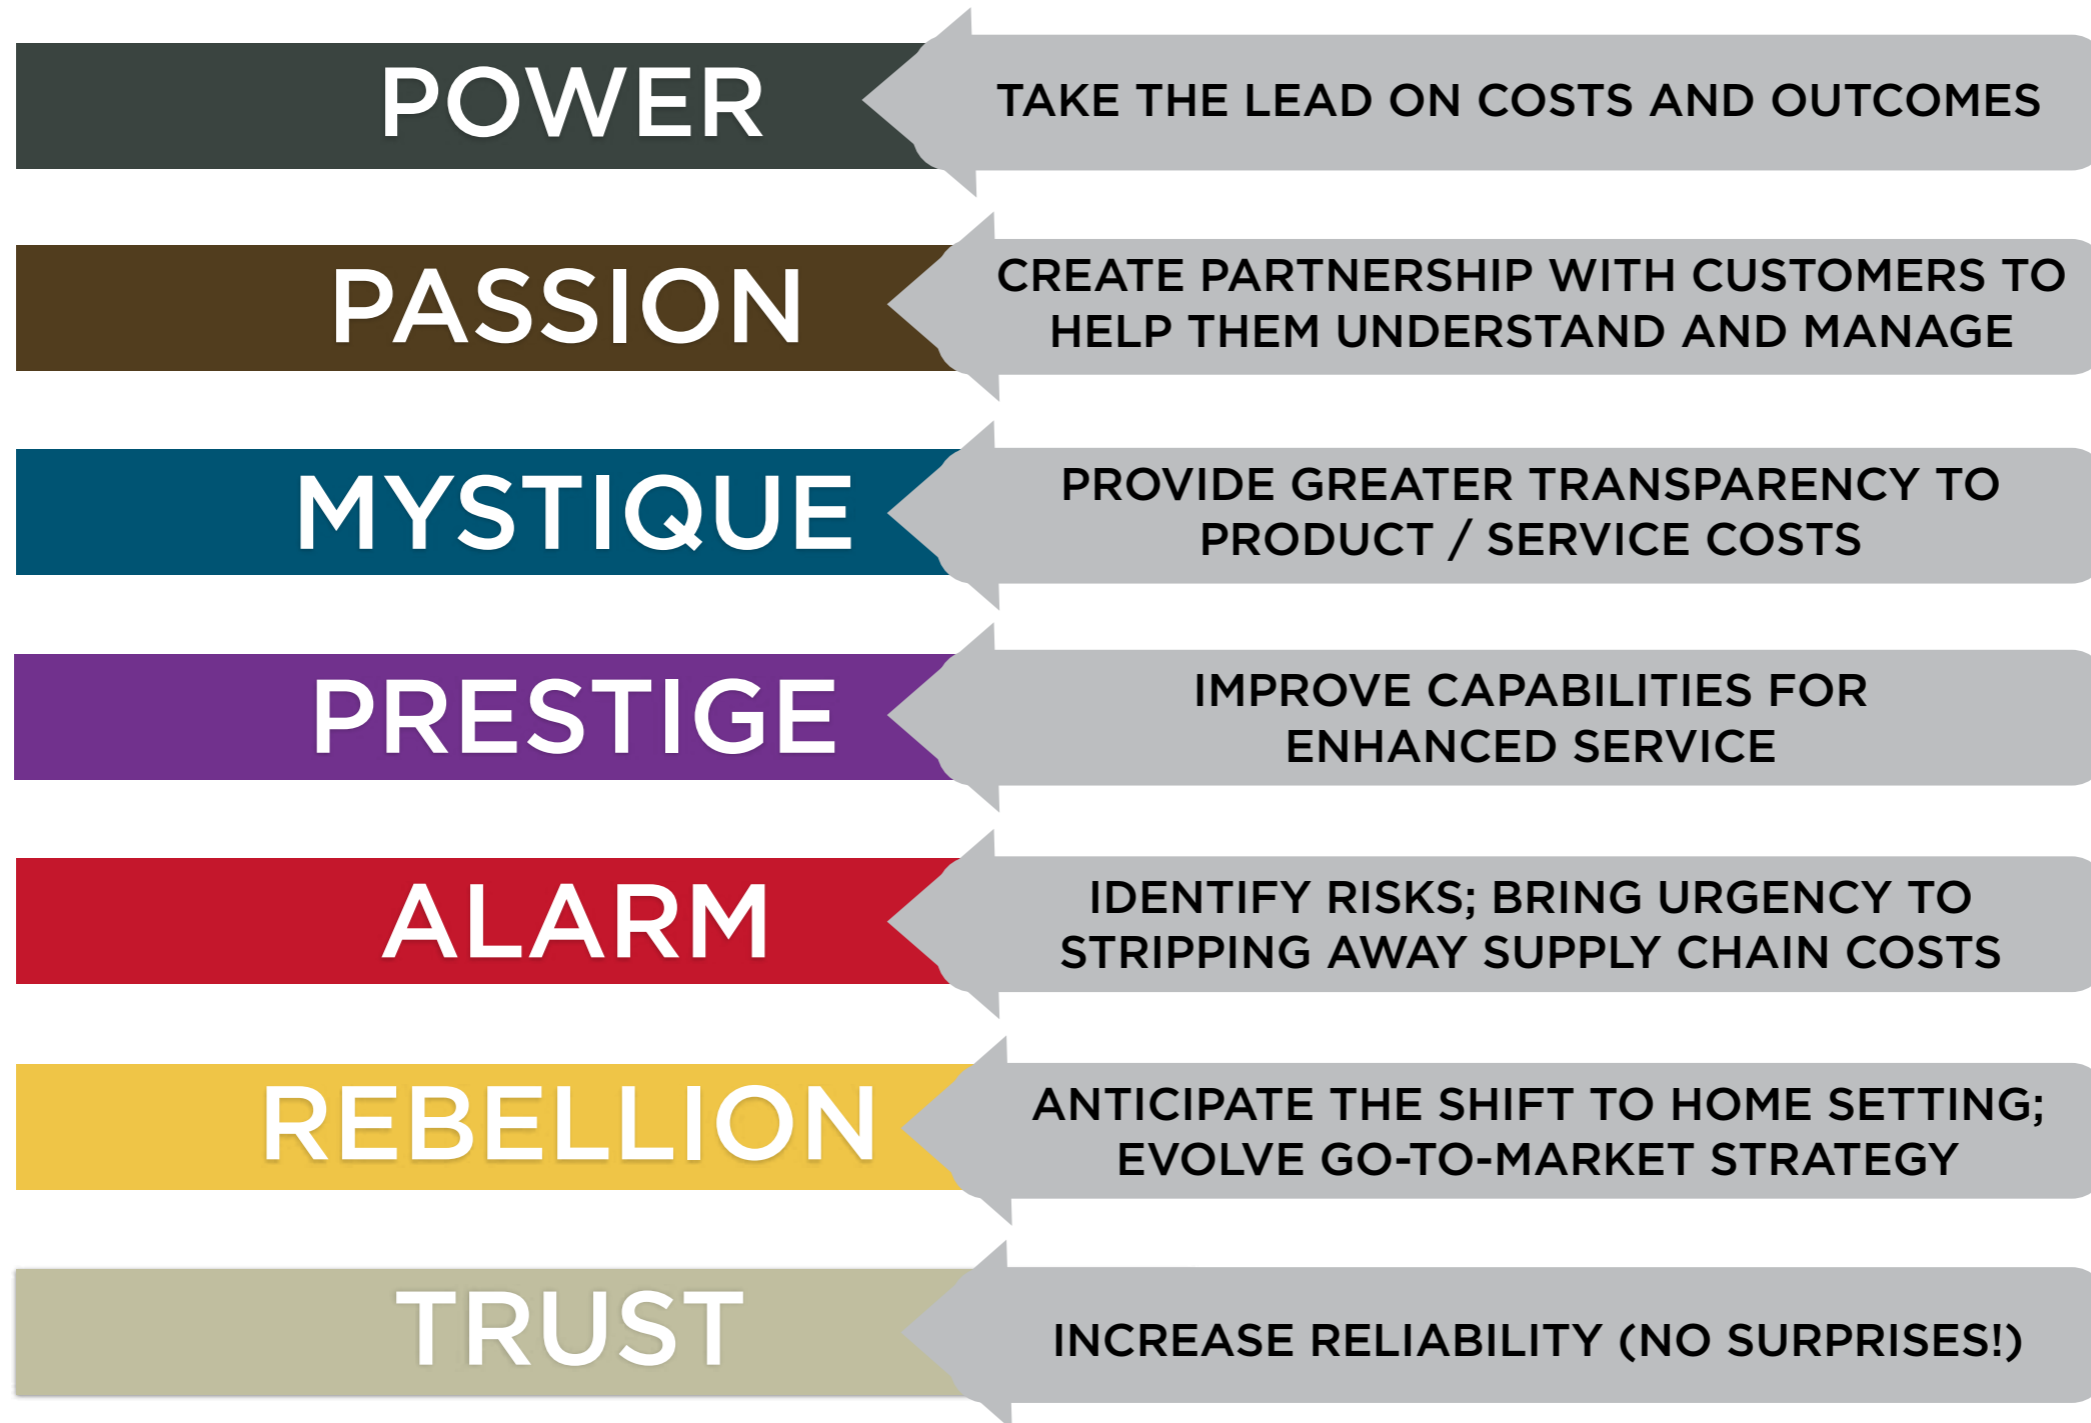 POWER
TAKE THE LEAD ON COSTS AND OUTCOMES
PASSION
CREATE PARTNERSHIP WITH CUSTOMERS TO
HELP THEM UNDERSTAND AND MANAGE
MYSTIQUE
PROVIDE GREATER TRANSPARENCY TO
PRODUCT / SERVICE COSTS
PRESTIGE
IMPROVE CAPABILITIES FOR
ENHANCED SERVICE
ALARM
IDENTIFY RISKS; BRING URGENCY TO
STRIPPING AWAY SUPPLY CHAIN COSTS
REBELLION
ANTICIPATE THE SHIFT TO HOME SETTING;
EVOLVE GO-TO-MARKET STRATEGY
TRUST
INCREASE RELIABILITY (NO SURPRISES!)